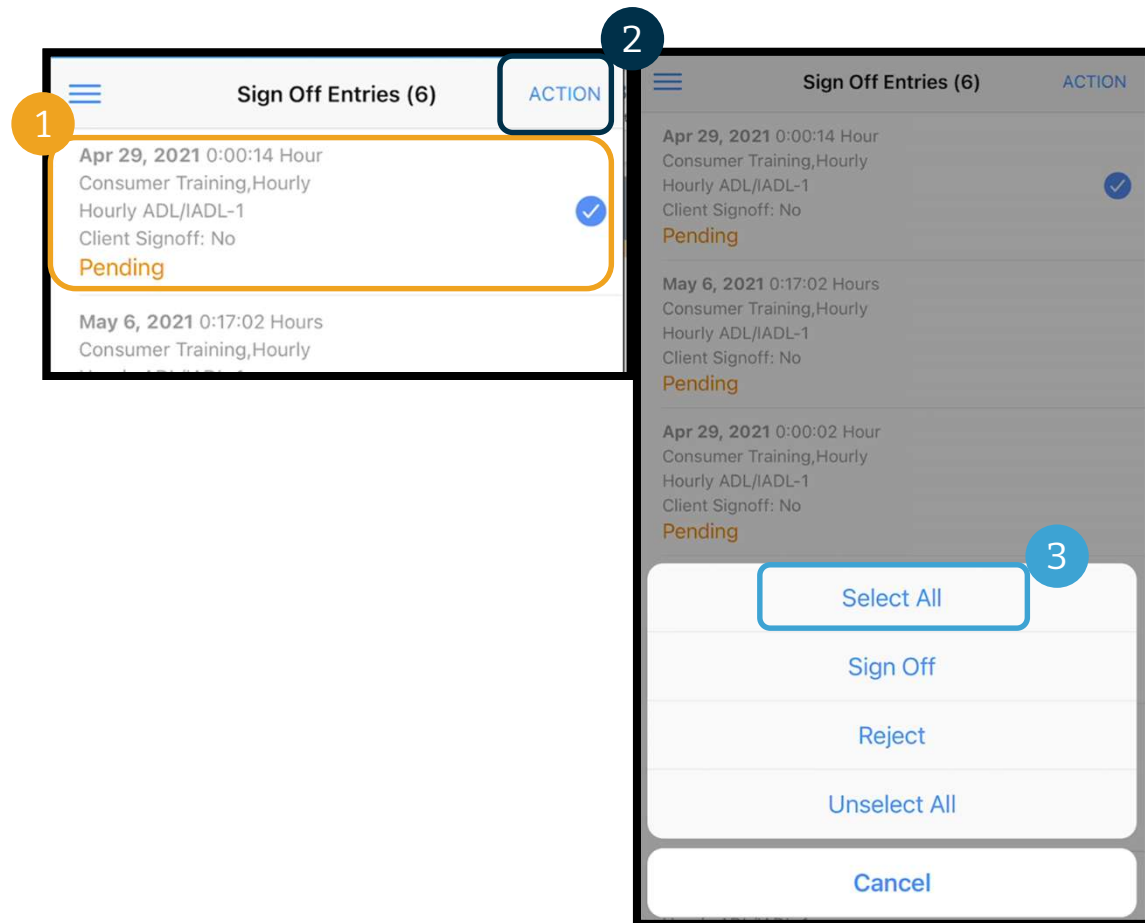 2
1
Sign Off Entries (6)
ACTION
Apr 29, 2021 0:00:14 Hour
Consumer Training,Hourly
Hourly ADL/IADL-1
Client Signoff: No
Pending
May 6, 2021 0:17:02 Hours
Consumer Training,Hourly
Sign Off Entries (6)
ACTION
Apr 29, 2021 0:00:14 Hour
Consumer Training,Hourly
Hourly ADL/IADL-1
Client Signoff: No
Pending
May 6, 2021 0:17:02 Hours
Consumer Training,Hourly
Hourly ADL/IADL-1
Client Signoff: No
Pending
Apr 29, 2021 0:00:02 Hour
Consumer Training,Hourly
Hourly ADL/IADL-1
Client Signoff: No
Pending
3
Select All
Sign Off
Reject
Unselect All
Cancel